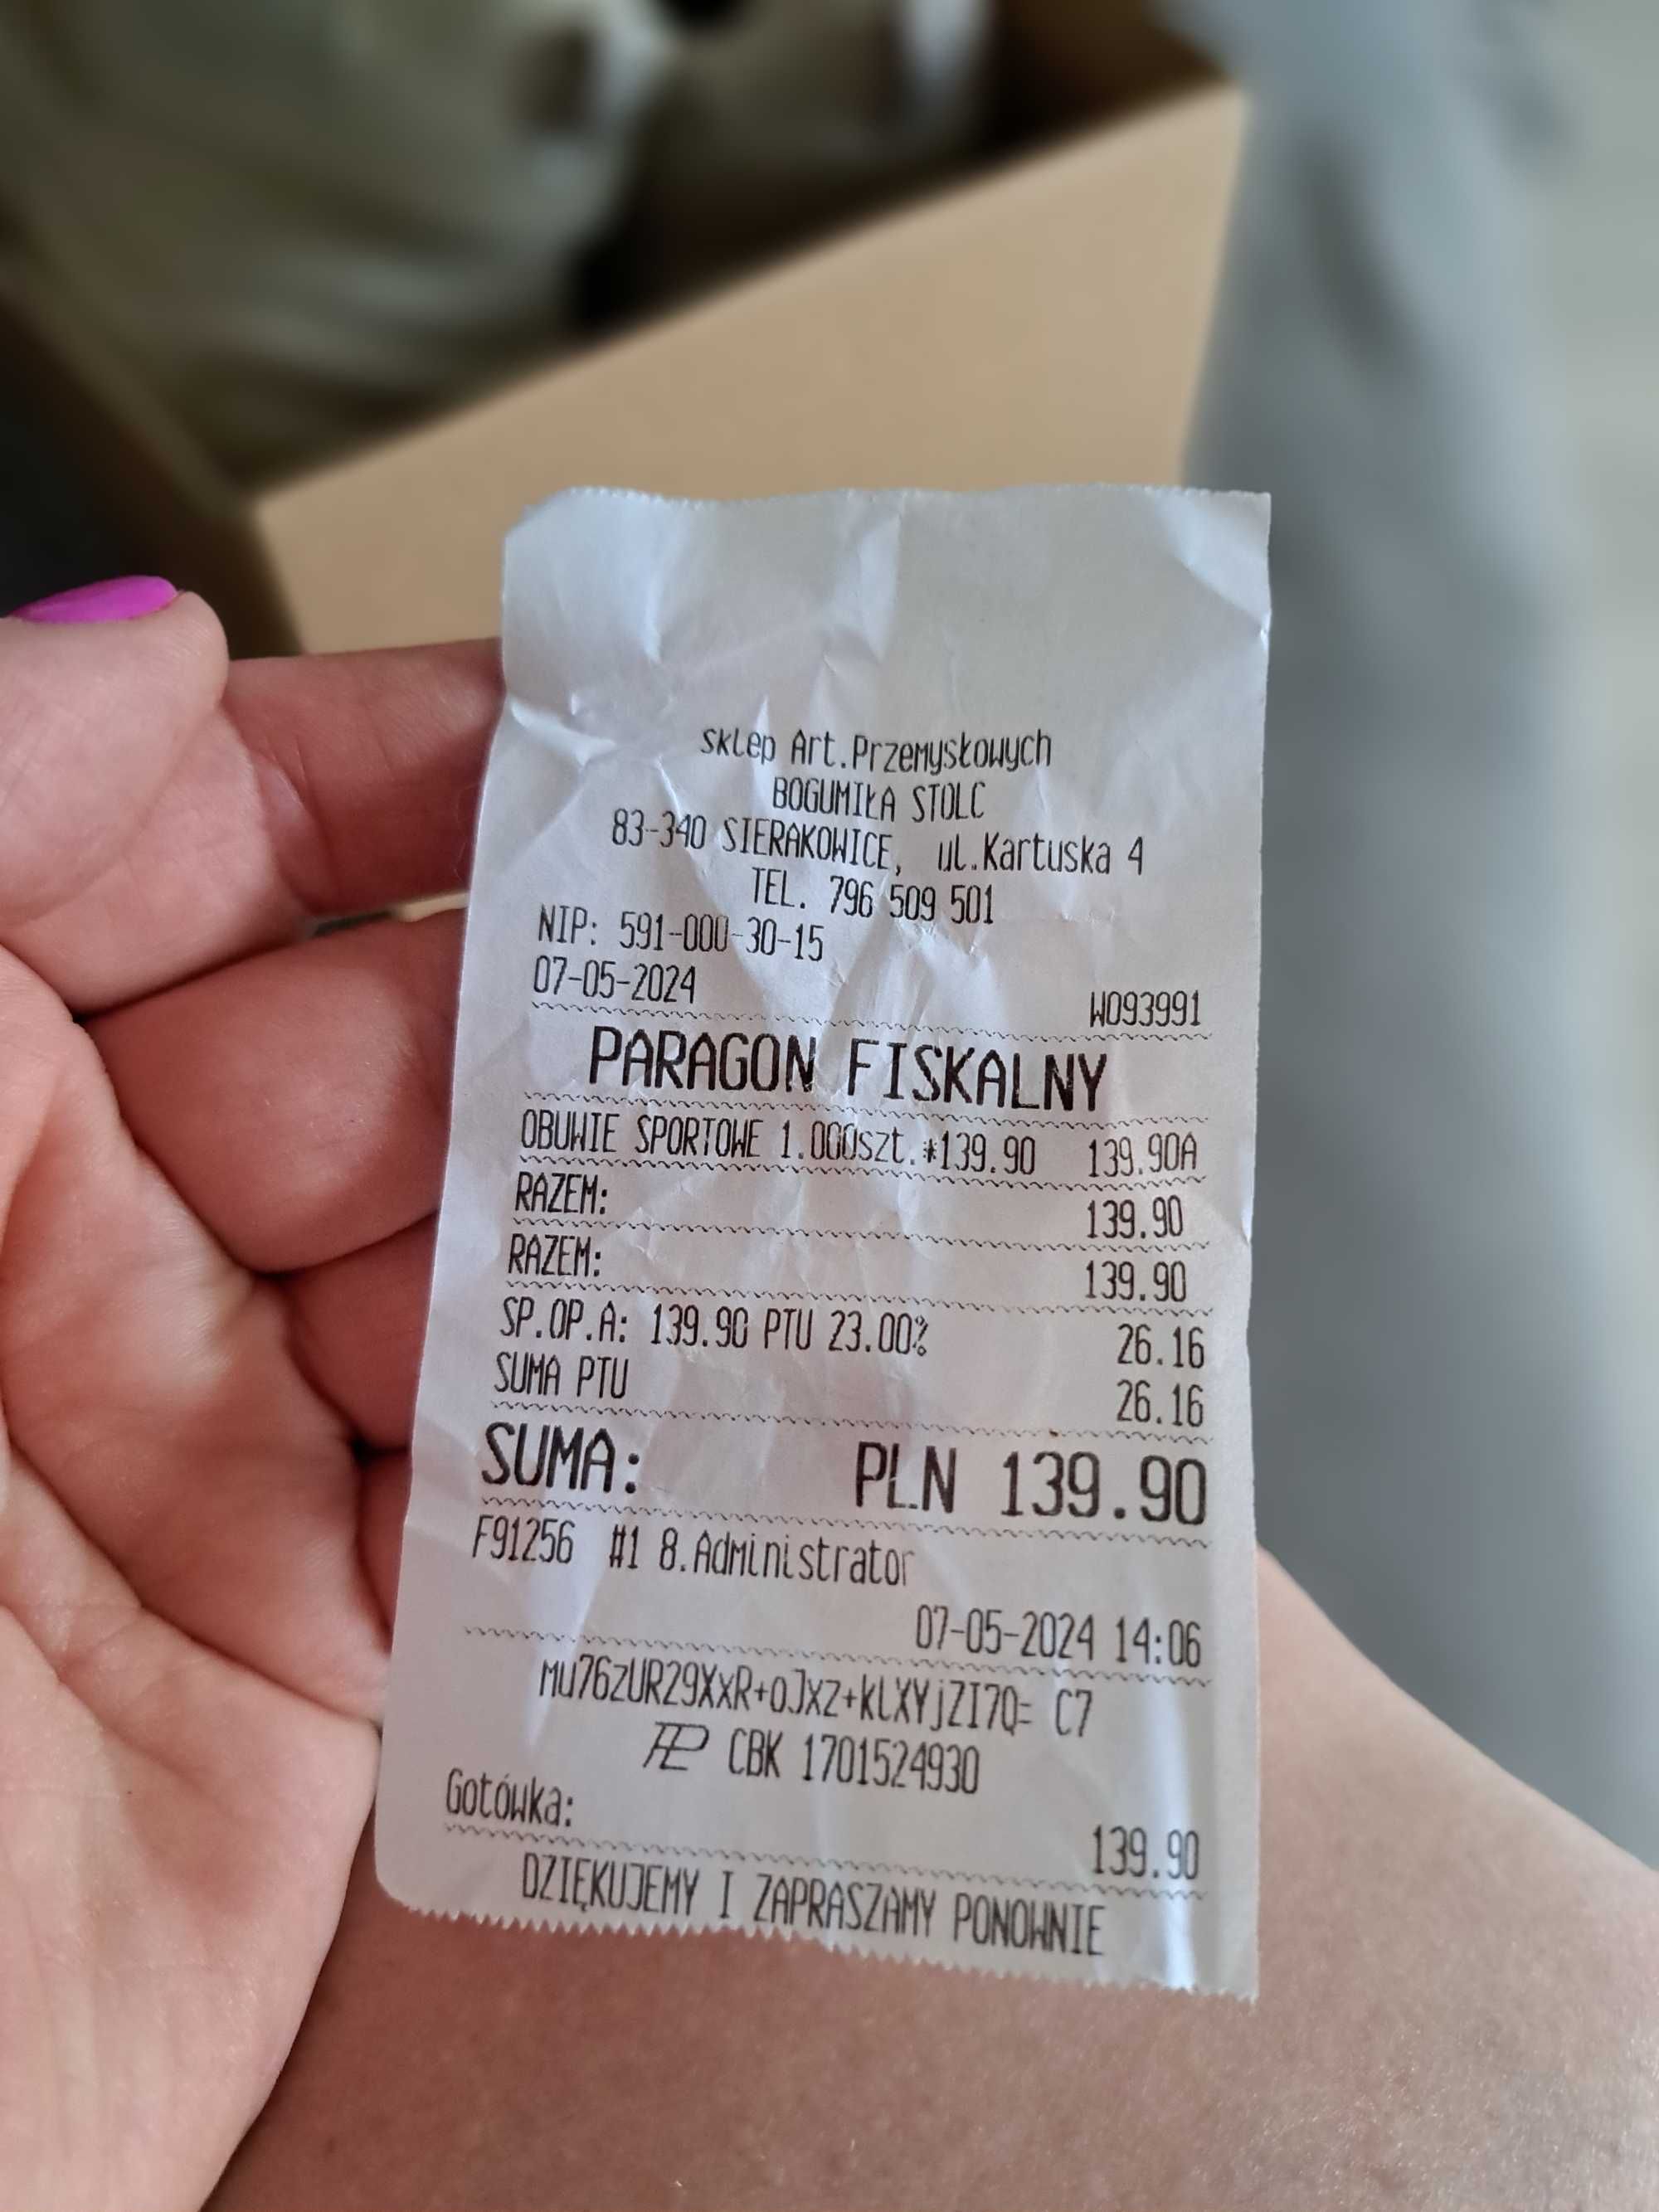 sklep Art.Przemysłowych
BOGUMIŁA STOLC
83-340 SIERAKOWICE, ul.Kartuska 4
TEL. 796 509 501
NIP: 591-000-30-15
07-05-2024 W093991
PARAGON FISKALNY
OBUWIE SPORTOWE 1.000szt.*139.90 139.90A
RAZEM: 139.90
RAZEM: 139.90
SP.OP.A: 139.90 PTU 23.00% 26.16
SUMA PTU 26.16
SUMA: PLN 139.90
F91256 #1 8.Administrator
07-05-2024 14:06
Mu76zUR29XxR+oJxz+klXYjZI7Q= C7
CBK 1701524930
Gotówka: 139.90
DZIĘKUJEMY I ZAPRASZAMY PONOWNIE